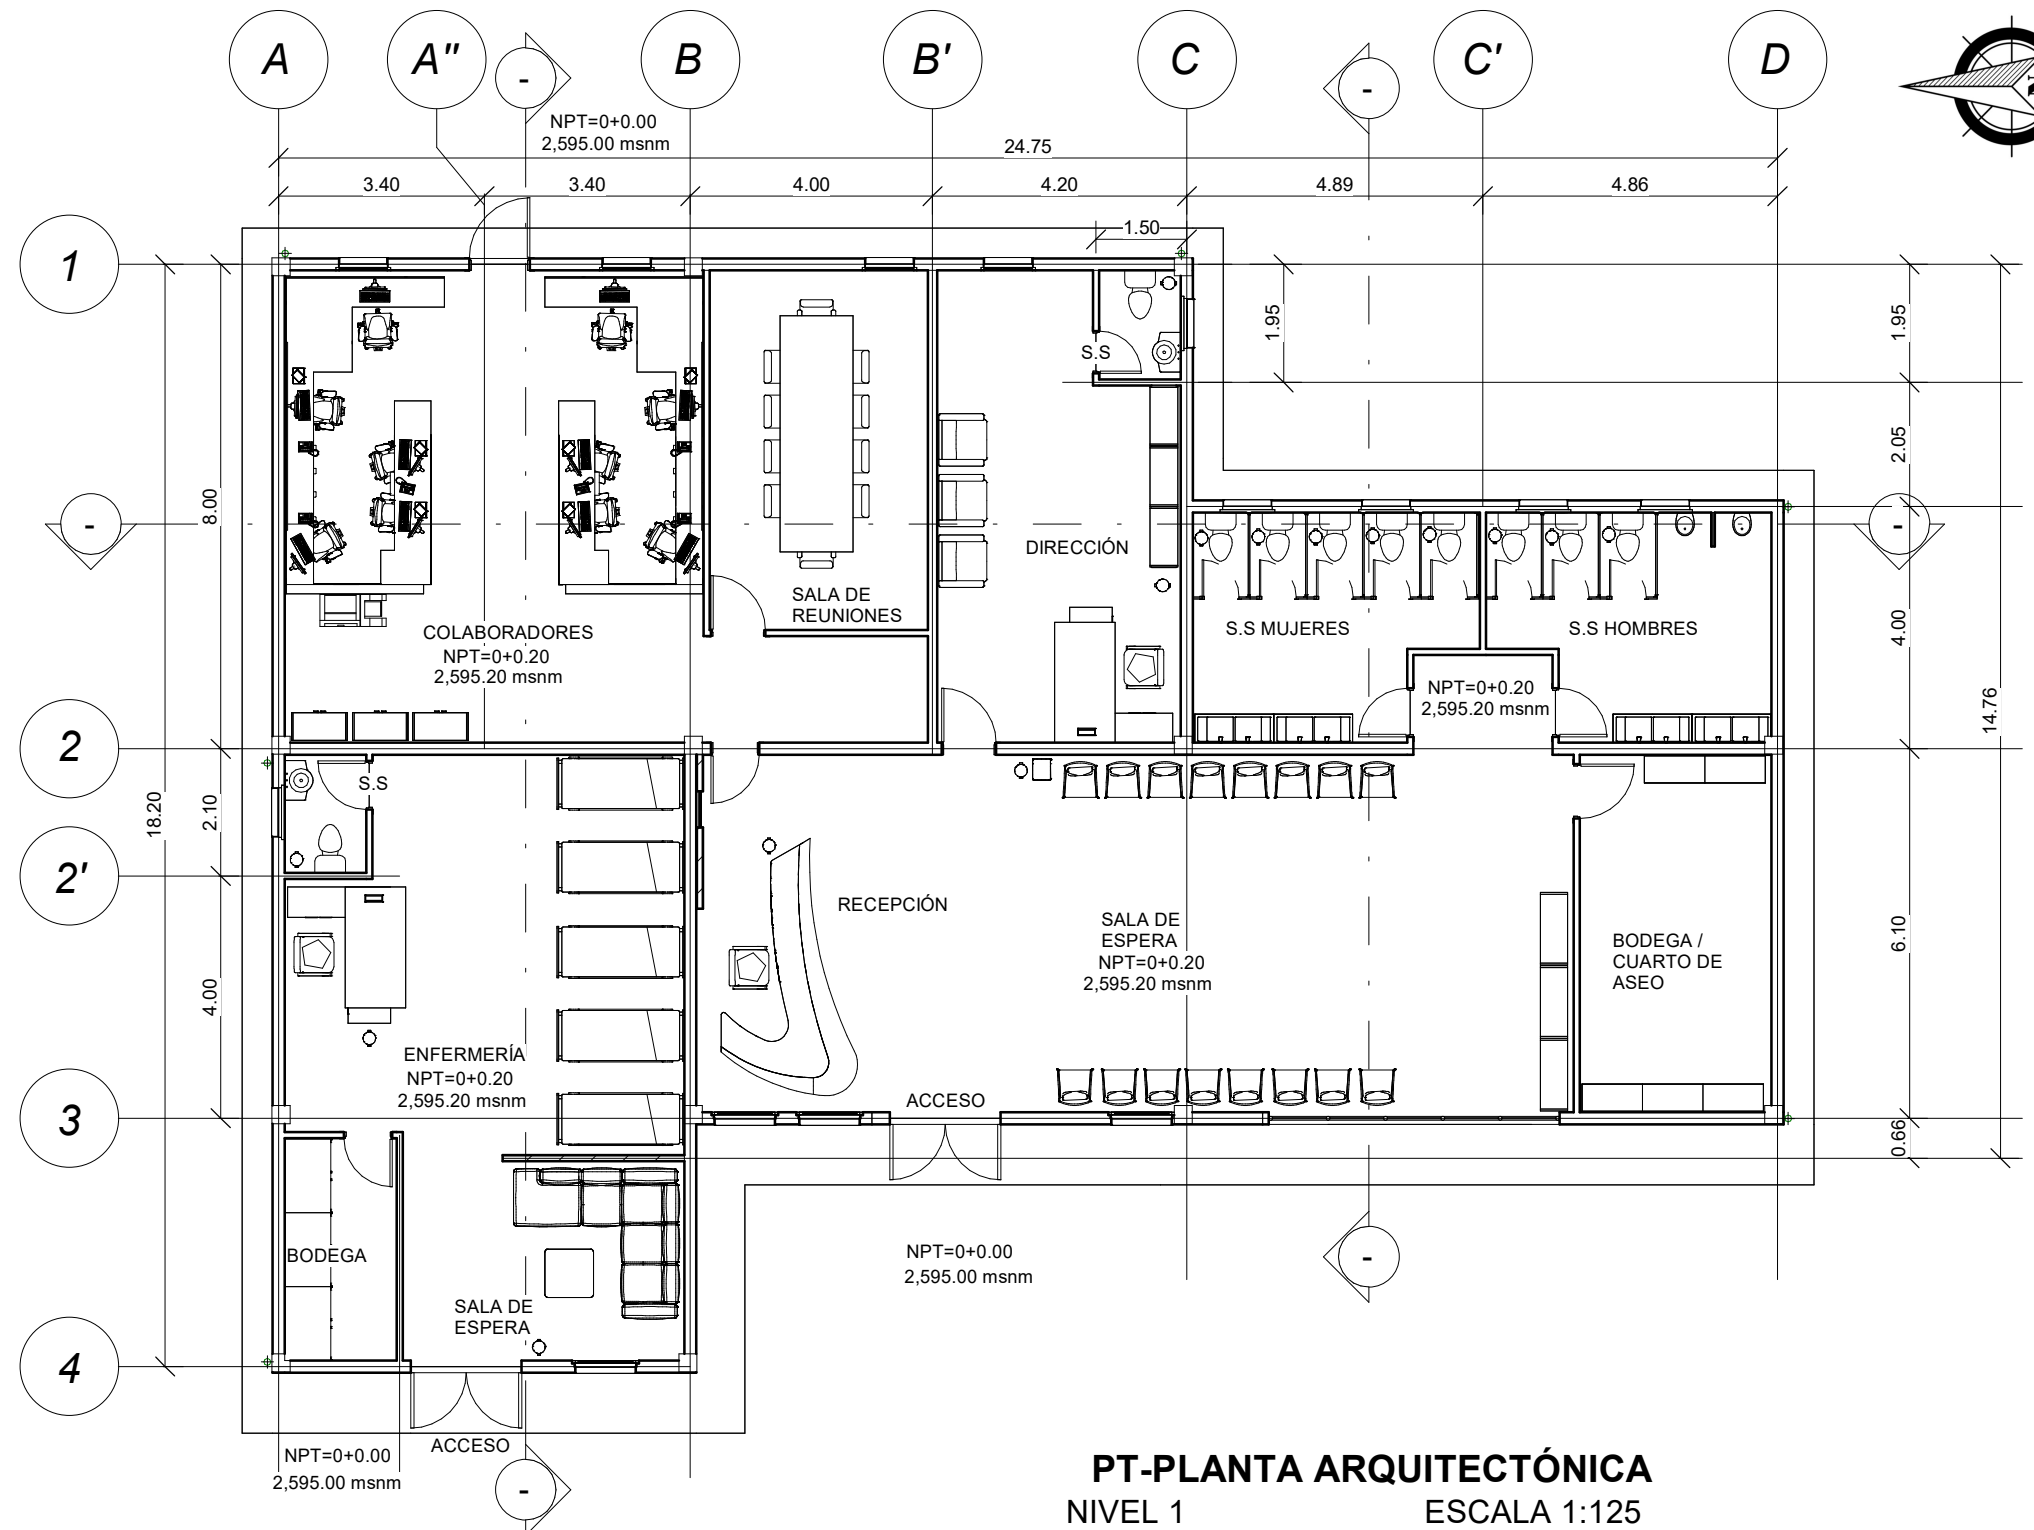 A A" B B' C C' D
- -
N
NPT=0+0.00
2,595.00 msnm
24.75
3.40 3.40 4.00 4.20 4.89 4.86
1.50
1
1.95 1.95
S.S
2.05
8.00
- -
DIRECCIÓN
SALA DE
REUNIONES
COLABORADORES
NPT=0+0.20
2,595.20 msnm
S.S MUJERES
S.S HOMBRES
4.00
NPT=0+0.20
2,595.20 msnm
14.76
2
S.S
18.20
2.10
2'
RECEPCIÓN
SALA DE
ESPERA
NPT=0+0.20
2,595.20 msnm
BODEGA /
CUARTO DE
ASEO
6.10
4.00
ENFERMERÍA
NPT=0+0.20
2,595.20 msnm
ACCESO
3
0.66
BODEGA
NPT=0+0.00
2,595.00 msnm
-
SALA DE
ESPERA
4
ACCESO
NPT=0+0.00
2,595.00 msnm
-
PT-PLANTA ARQUITECTÓNICA
NIVEL 1 ESCALA 1:125